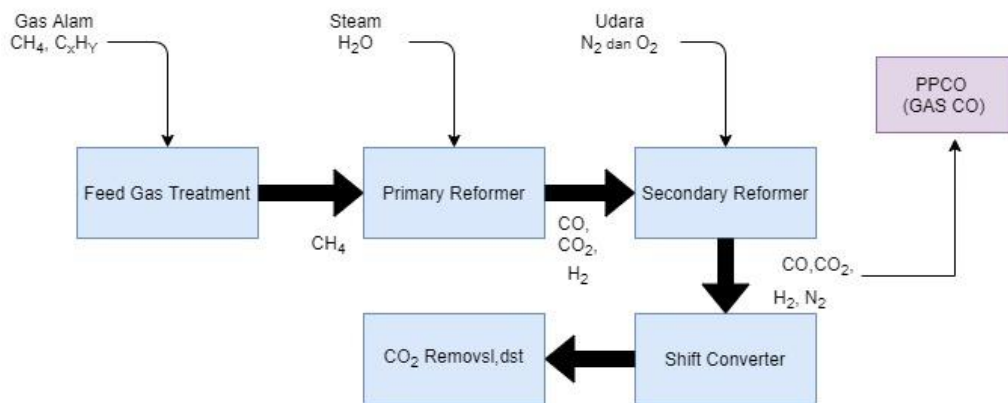 Gas Alam
CH₄, CₓHᵧ
Steam
H₂O
Udara
N₂ dan O₂
PPCO
(GAS CO)
Feed Gas Treatment
Primary Reformer
Secondary Reformer
CH₄
CO,
CO₂,
H₂
CO,CO₂,
H₂, N₂
CO₂ Removsl,dst
Shift Converter